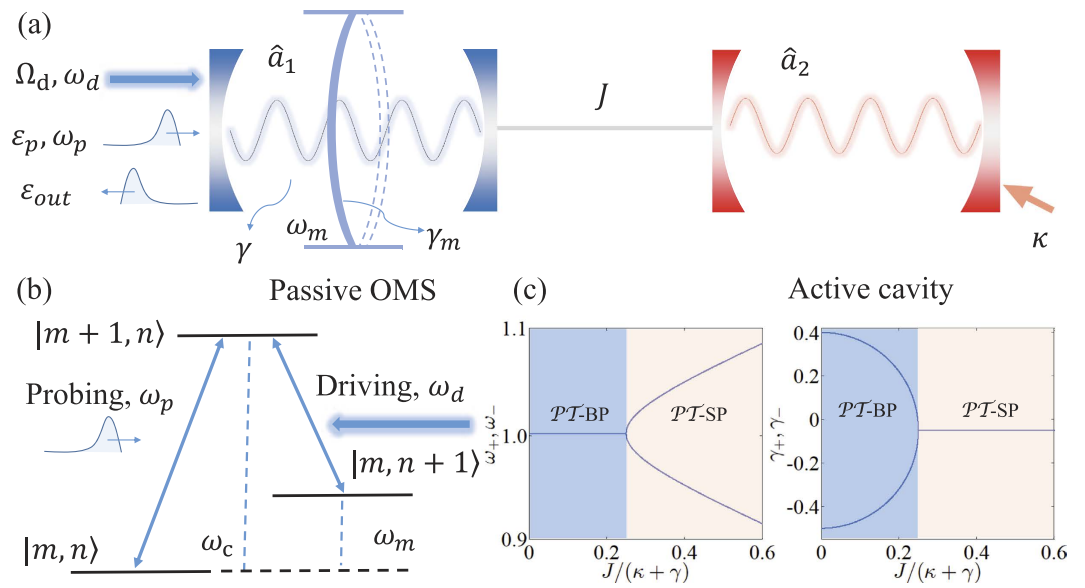 (a)
Ω_d, ω_d
ε_p, ω_p
ε_out
â_1
γ
ω_m
γ_m
J
â_2
κ
(b)
Passive OMS
|m + 1, n⟩
Probing, ω_p
Driving, ω_d
|m, n + 1⟩
|m, n⟩
ω_c
ω_m
(c)
Active cavity
1.1
1.0
0.9
ω_+, ω_−
𝒫𝒯-BP
𝒫𝒯-SP
0
0.2
0.4
0.6
J/(κ + γ)
0.4
0.2
0
-0.2
-0.4
γ_+, γ_−
𝒫𝒯-BP
𝒫𝒯-SP
0
0.2
0.4
0.6
J/(κ + γ)